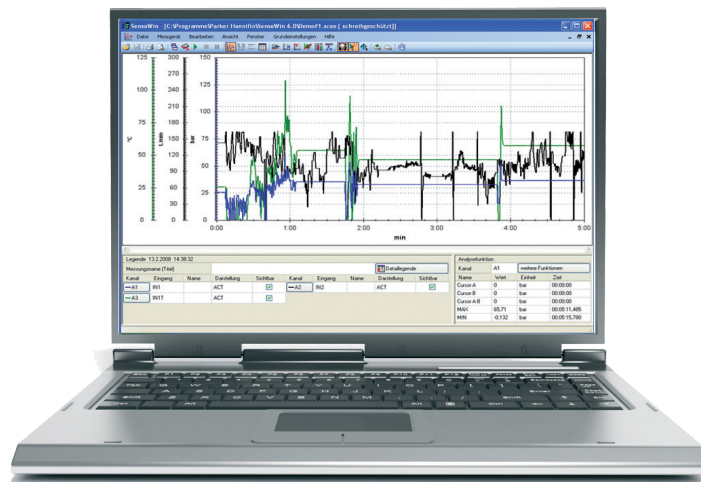 SensoWin - [C:\Programme\Parker Hannifin\SensoWin 6.0\Demo#1.xcoo [ schreibgeschützt]]
Datei Messgerät Bearbeiten Ansicht Fenster Grundeinstellungen Hilfe
125 300 150
270
100 240 125
210
75 180 100
°C l/min 150 bar 75
50 120
90 50
25 60
30 25
0 0 0
0:00 1:00 2:00 3:00 4:00 5:00
min
Legende 13.2.2008 14:38:32
Messungsname (Titel) Detaillegende
Kanal Eingang Name Darstellung Sichtbar Kanal Eingang Name Darstellung Sichtbar
A1 IN1 ACT A2 IN2 ACT
A3 IN1T ACT
Analysefunktion
Kanal A1 weitere Funktionen
Name Wert Einheit Zeit
Cursor A 0 bar 00:00:00
Cursor B 0 bar 00:00:00
Cursor A-B 0 bar 00:00:00
MAX 65,71 bar 00:05:11,485
MIN -0,132 bar 00:05:15,780